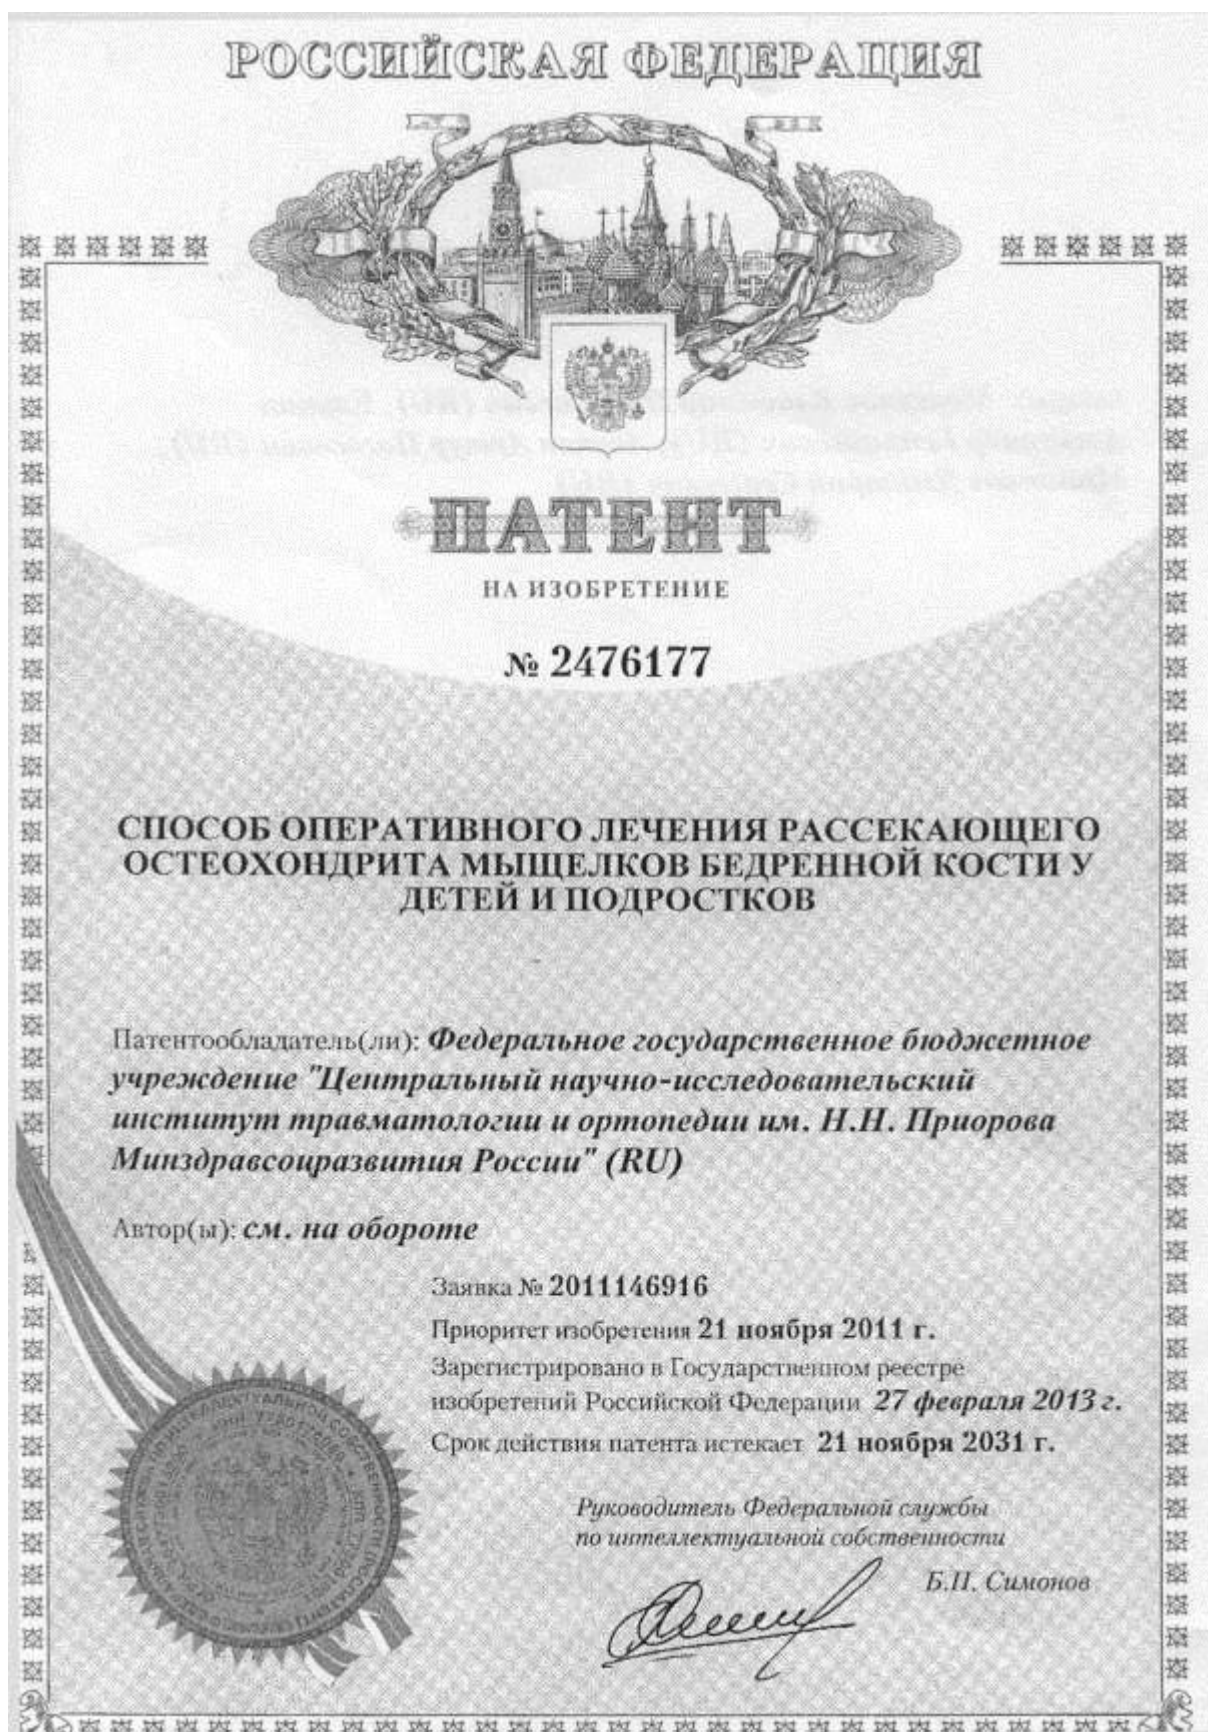 РОССИЙСКАЯ ФЕДЕРАЦИЯ
ПАТЕНТ
НА ИЗОБРЕТЕНИЕ
№ 2476177
СПОСОБ ОПЕРАТИВНОГО ЛЕЧЕНИЯ РАССЕКАЮЩЕГО
ОСТЕОХОНДРИТА МЫЩЕЛКОВ БЕДРЕННОЙ КОСТИ У
ДЕТЕЙ И ПОДРОСТКОВ
Патентообладатель(ли): Федеральное государственное бюджетное
учреждение "Центральный научно-исследовательский
институт травматологии и ортопедии им. Н.Н. Приорова
Минздравсоцразвития России" (RU)
Автор(ы): см. на обороте
Заявка № 2011146916
Приоритет изобретения 21 ноября 2011 г.
Зарегистрировано в Государственном реестре
изобретений Российской Федерации 27 февраля 2013 г.
Срок действия патента истекает 21 ноября 2031 г.
Руководитель Федеральной службы
по интеллектуальной собственности
Б.П. Симонов